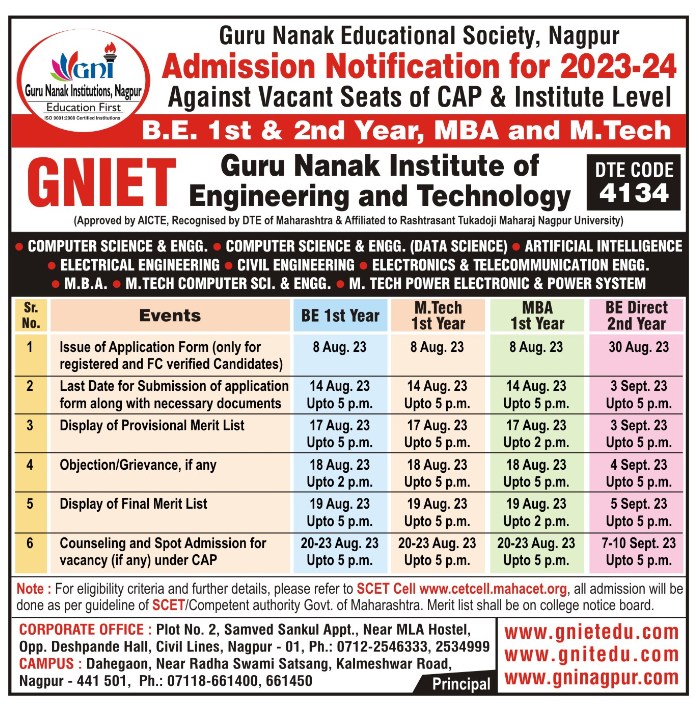 Guru Nanak Educational Society, Nagpur
Admission Notification for 2023-24
Against Vacant Seats of CAP & Institute Level
gni
Guru Nanak Institutions, Nagpur
Education First
ISO 9001:2008 Certified Institutions
B.E. 1st & 2nd Year, MBA and M.Tech
GNIET
Guru Nanak Institute of
Engineering and Technology
DTE CODE
4134
(Approved by AICTE, Recognised by DTE of Maharashtra & Affiliated to Rashtrasant Tukadoji Maharaj Nagpur University)
• COMPUTER SCIENCE & ENGG. • COMPUTER SCIENCE & ENGG. (DATA SCIENCE) • ARTIFICIAL INTELLIGENCE
• ELECTRICAL ENGINEERING • CIVIL ENGINEERING • ELECTRONICS & TELECOMMUNICATION ENGG.
• M.B.A. • M.TECH COMPUTER SCI. & ENGG. • M. TECH POWER ELECTRONIC & POWER SYSTEM
Sr. No. Events BE 1st Year M.Tech 1st Year MBA 1st Year BE Direct 2nd Year
1 Issue of Application Form (only for 8 Aug. 23 8 Aug. 23 8 Aug. 23 30 Aug. 23
registered and FC verified Candidates)
2 Last Date for Submission of application 14 Aug. 23 14 Aug. 23 14 Aug. 23 3 Sept. 23
form along with necessary documents Upto 5 p.m. Upto 5 p.m. Upto 5 p.m. Upto 5 p.m.
3 Display of Provisional Merit List 17 Aug. 23 17 Aug. 23 17 Aug. 23 3 Sept. 23
Upto 5 p.m. Upto 5 p.m. Upto 2 p.m. Upto 5 p.m.
4 Objection/Grievance, if any 18 Aug. 23 18 Aug. 23 18 Aug. 23 4 Sept. 23
Upto 2 p.m. Upto 5 p.m. Upto 5 p.m. Upto 5 p.m.
5 Display of Final Merit List 19 Aug. 23 19 Aug. 23 19 Aug. 23 5 Sept. 23
Upto 5 p.m. Upto 5 p.m. Upto 2 p.m. Upto 5 p.m.
6 Counseling and Spot Admission for 20-23 Aug. 23 20-23 Aug. 23 20-23 Aug. 23 7-10 Sept. 23
vacancy (if any) under CAP Upto 5 p.m. Upto 5 p.m. Upto 5 p.m. Upto 5 p.m.
Note : For eligibility criteria and further details, please refer to SCET Cell www.cetcell.mahacet.org, all admission will be
done as per guideline of SCET/Competent authority Govt. of Maharashtra. Merit list shall be on college notice board.
CORPORATE OFFICE : Plot No. 2, Samved Sankul Appt., Near MLA Hostel,
Opp. Deshpande Hall, Civil Lines, Nagpur - 01, Ph.: 0712-2546333, 2534999
CAMPUS : Dahegaon, Near Radha Swami Satsang, Kalmeshwar Road,
Nagpur - 441 501, Ph.: 07118-661400, 661450
Principal
www.gnietedu.com
www.gnitedu.com
www.gninagpur.com